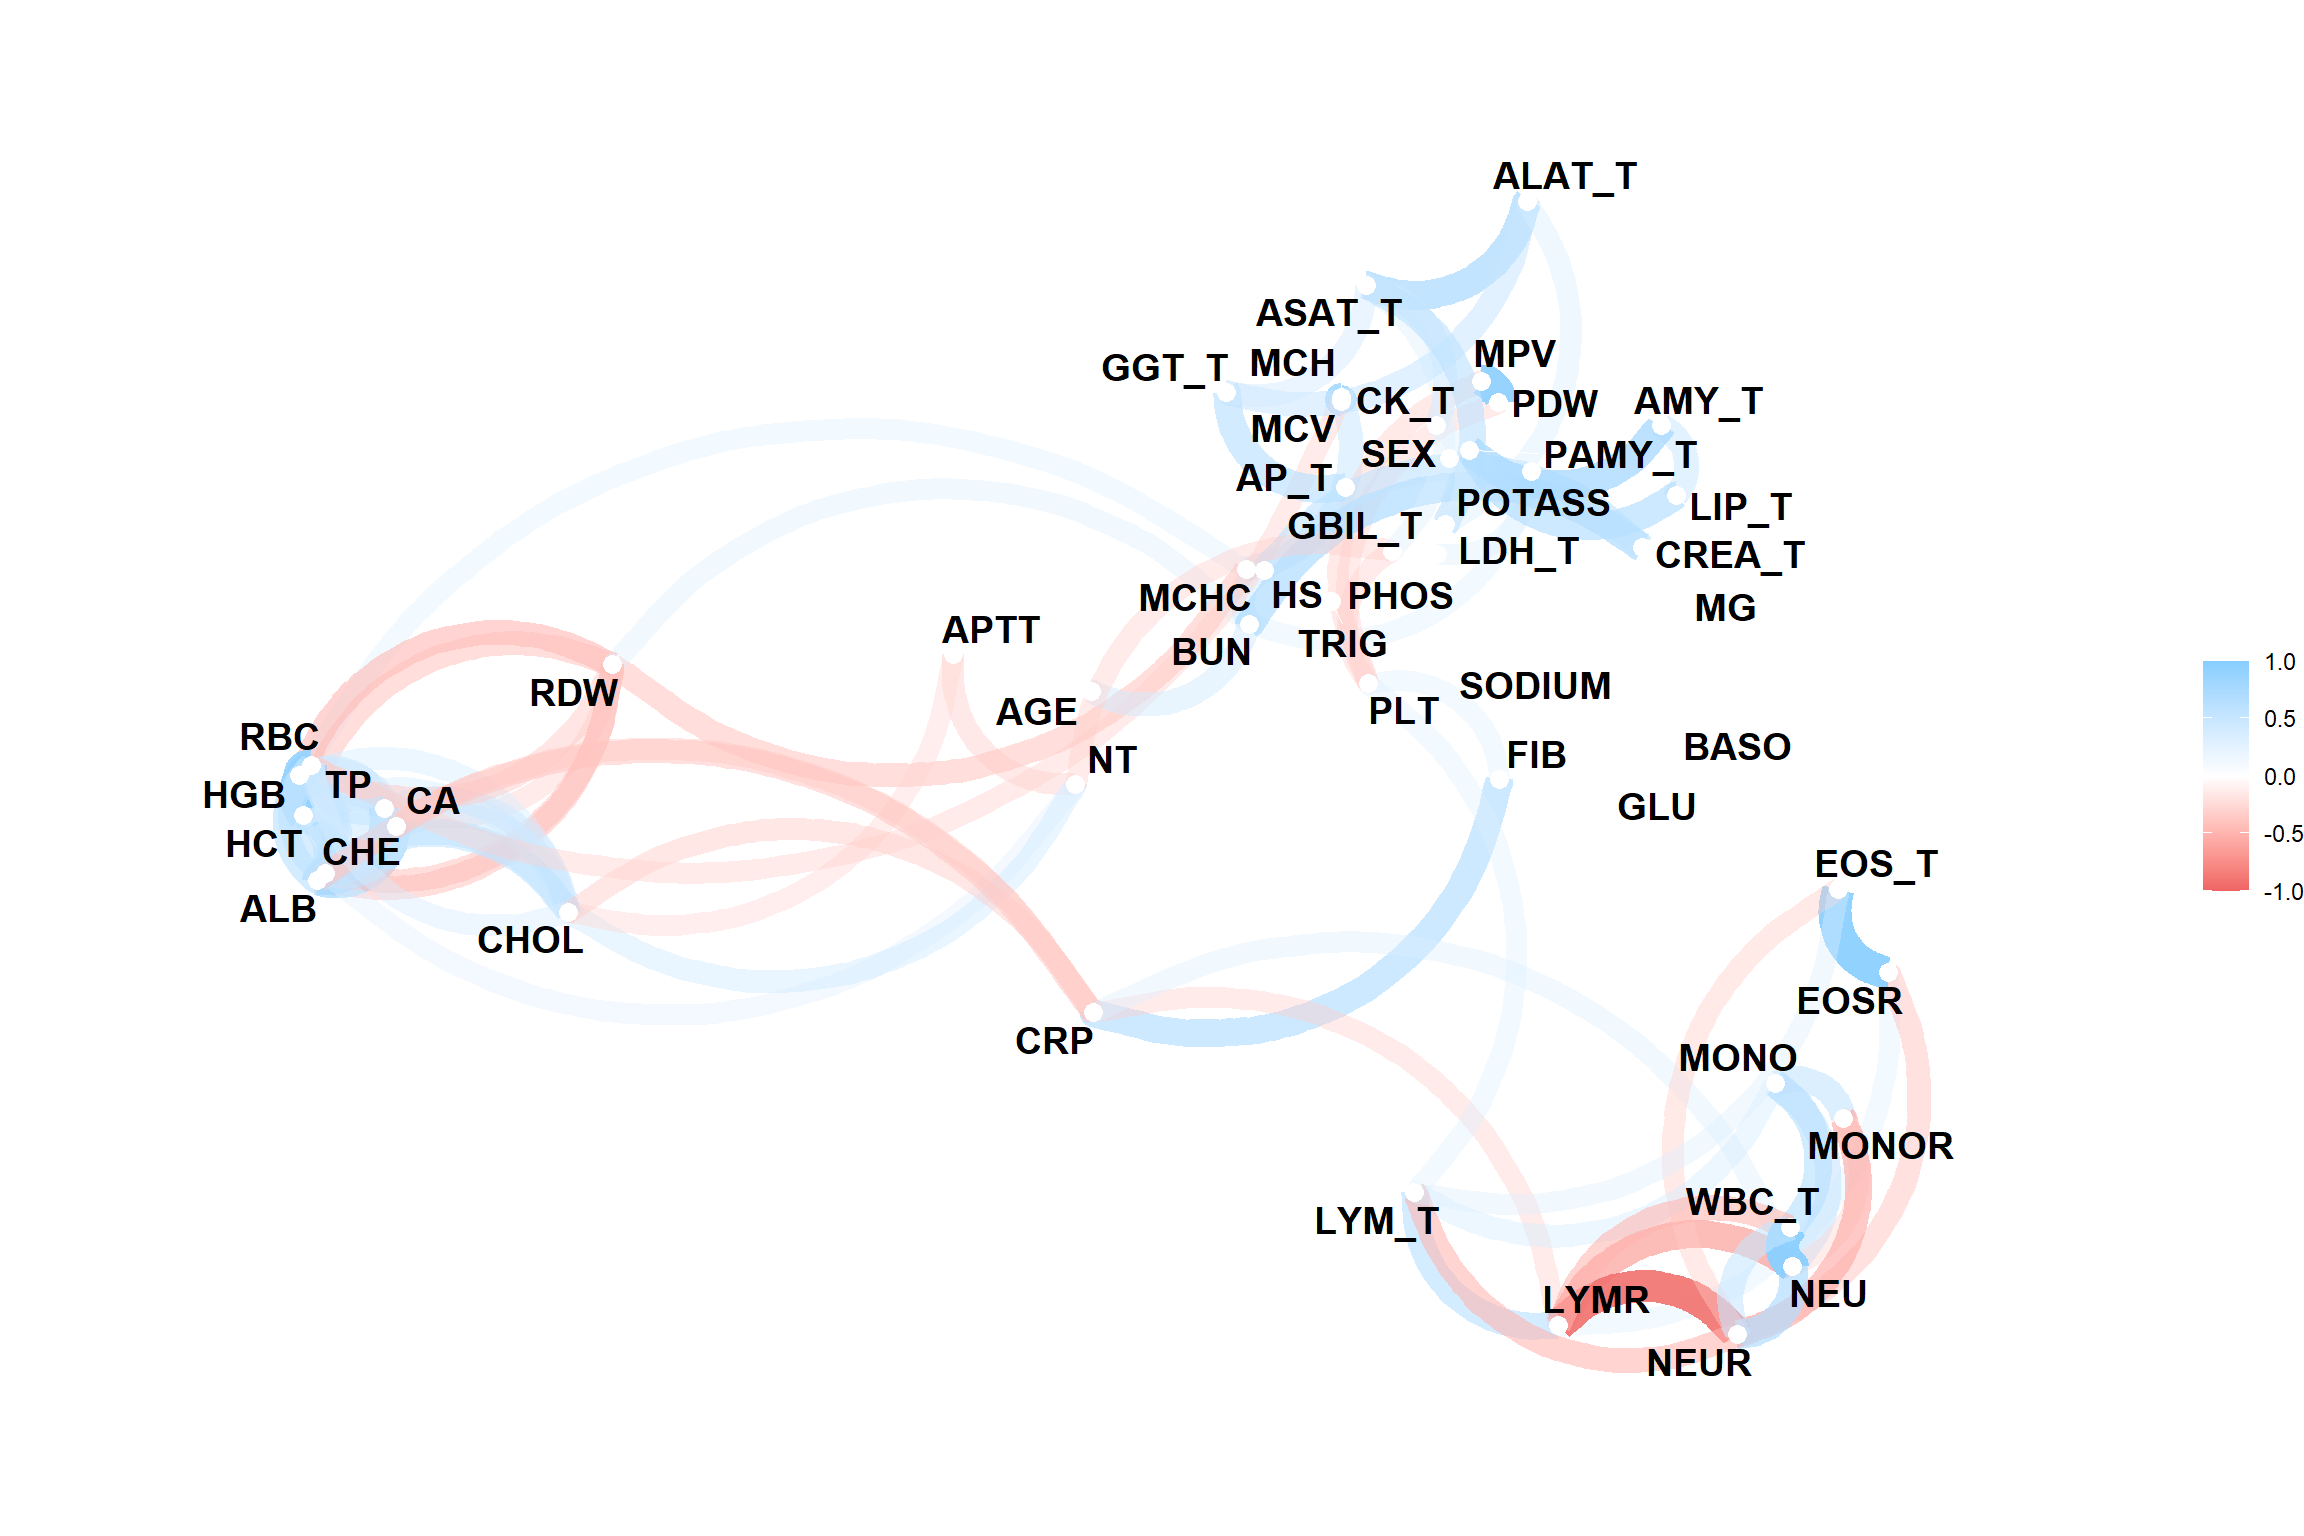 ALAT_T
ASAT_T
MCH
MPV
GGT_T
CK_T
PDW
AMY_T
MCV
SEX
PAMY_T
AP_T
POTASS
LIP_T
GBIL_T
LDH_T
CREA_T
MCHC
HS
PHOS
MG
APTT
BUN
TRIG
RDW
AGE
PLT
SODIUM
RBC
NT
FIB
BASO
TP
HGB
CA
GLU
HCT
CHE
EOS_T
ALB
CHOL
EOSR
CRP
MONO
MONOR
WBC_T
LYM_T
LYMR
NEU
NEUR
1.0
0.5
0.0
-0.5
-1.0